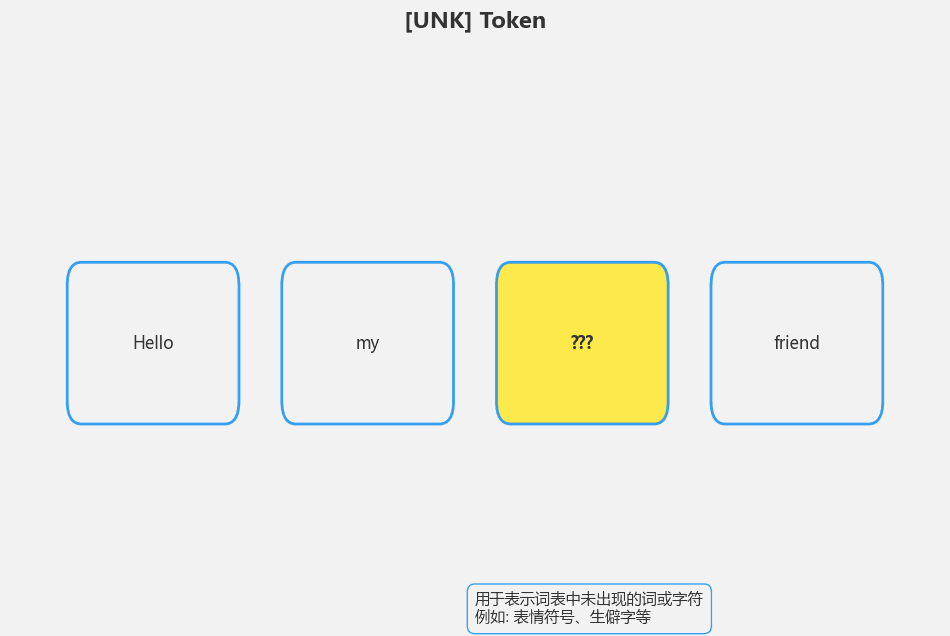 [UNK] Token
Hello
my
???
friend
用于表示词表中未出现的词或字符
例如: 表情符号、生僻字等